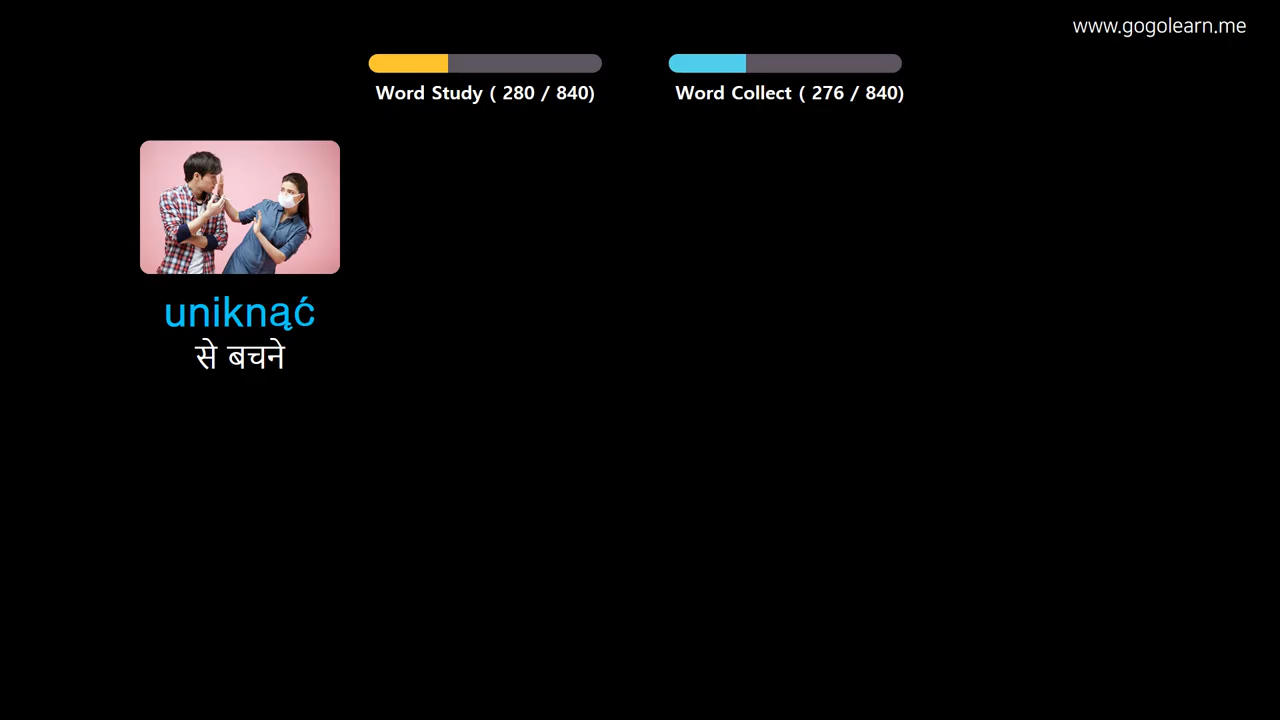 www.gogolearn.me
Word Study ( 280 / 840)
Word Collect ( 276 / 840)
uniknąć
से बचने